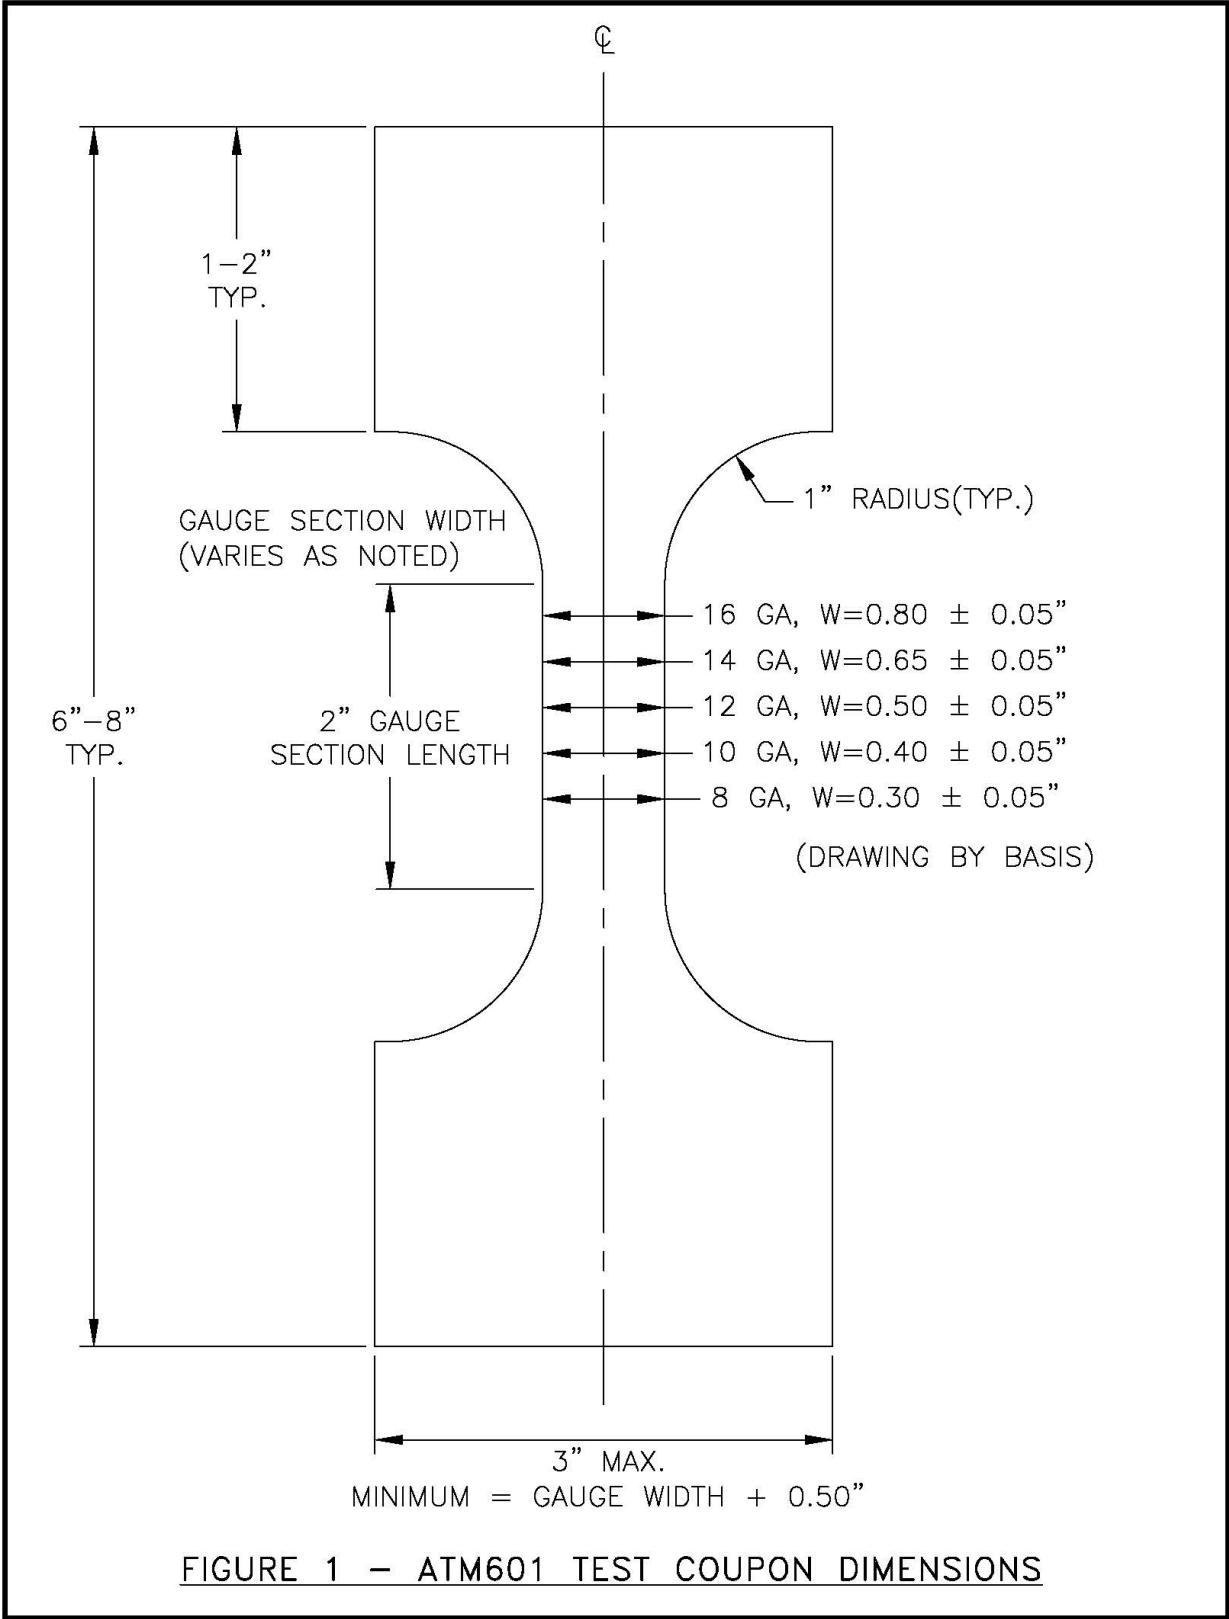 ℄
1–2”
TYP.
1” RADIUS(TYP.)
GAUGE SECTION WIDTH
(VARIES AS NOTED)
16 GA, W=0.80 ± 0.05”
14 GA, W=0.65 ± 0.05”
12 GA, W=0.50 ± 0.05”
10 GA, W=0.40 ± 0.05”
8 GA, W=0.30 ± 0.05”
6”–8”
TYP.
2” GAUGE
SECTION LENGTH
(DRAWING BY BASIS)
3” MAX.
MINIMUM = GAUGE WIDTH + 0.50”
FIGURE 1 – ATM601 TEST COUPON DIMENSIONS